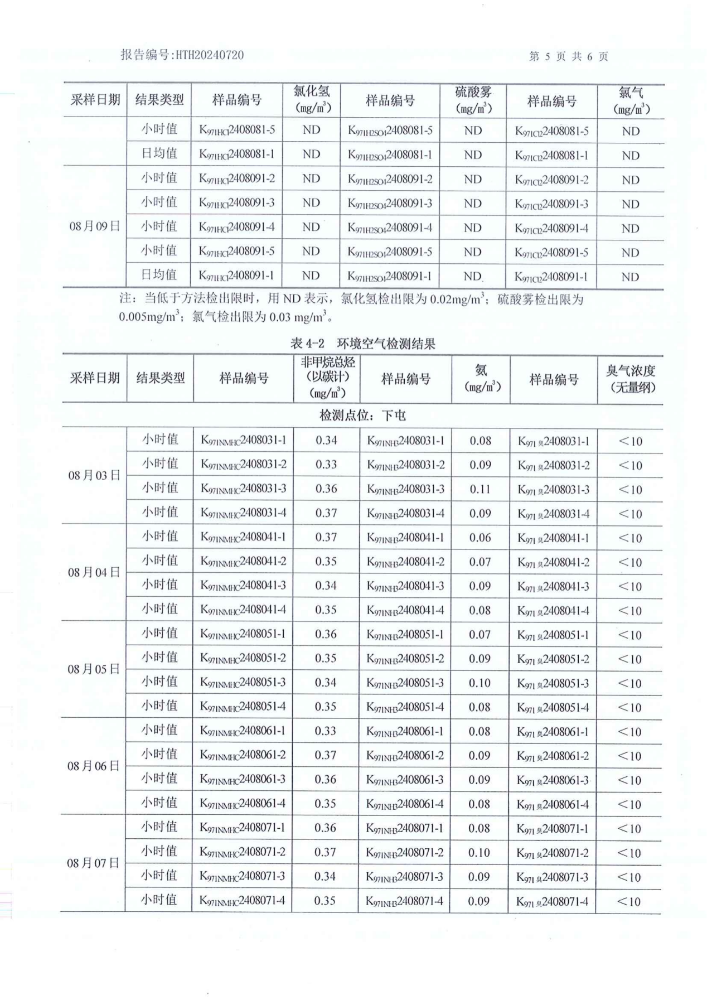 报告编号:HTH20240720
第 5 页 共 6 页
采样日期 结果类型 样品编号 氯化氢(mg/m³) 样品编号 硫酸雾(mg/m³) 样品编号 氯气(mg/m³)
小时值 K971HCl2408081-5 ND K971H2SO42408081-5 ND K971Cl22408081-5 ND
日均值 K971HCl2408081-1 ND K971H2SO42408081-1 ND K971Cl22408081-1 ND
08月09日 小时值 K971HCl2408091-2 ND K971H2SO42408091-2 ND K971Cl22408091-2 ND
小时值 K971HCl2408091-3 ND K971H2SO42408091-3 ND K971Cl22408091-3 ND
小时值 K971HCl2408091-4 ND K971H2SO42408091-4 ND K971Cl22408091-4 ND
小时值 K971HCl2408091-5 ND K971H2SO42408091-5 ND K971Cl22408091-5 ND
日均值 K971HCl2408091-1 ND K971H2SO42408091-1 ND K971Cl22408091-1 ND
注：当低于方法检出限时，用 ND 表示，氯化氢检出限为 0.02mg/m³；硫酸雾检出限为
0.005mg/m³；氯气检出限为 0.03 mg/m³。
表 4-2 环境空气检测结果
采样日期 结果类型 样品编号 非甲烷总烃(以碳计)(mg/m³) 样品编号 氨(mg/m³) 样品编号 臭气浓度(无量纲)
检测点位：下屯
08月03日 小时值 K971NMHC2408031-1 0.34 K971NH32408031-1 0.08 K971臭2408031-1 ＜10
小时值 K971NMHC2408031-2 0.33 K971NH32408031-2 0.09 K971臭2408031-2 ＜10
小时值 K971NMHC2408031-3 0.36 K971NH32408031-3 0.11 K971臭2408031-3 ＜10
小时值 K971NMHC2408031-4 0.37 K971NH32408031-4 0.09 K971臭2408031-4 ＜10
08月04日 小时值 K971NMHC2408041-1 0.37 K971NH32408041-1 0.06 K971臭2408041-1 ＜10
小时值 K971NMHC2408041-2 0.35 K971NH32408041-2 0.07 K971臭2408041-2 ＜10
小时值 K971NMHC2408041-3 0.34 K971NH32408041-3 0.09 K971臭2408041-3 ＜10
小时值 K971NMHC2408041-4 0.35 K971NH32408041-4 0.08 K971臭2408041-4 ＜10
08月05日 小时值 K971NMHC2408051-1 0.36 K971NH32408051-1 0.07 K971臭2408051-1 ＜10
小时值 K971NMHC2408051-2 0.35 K971NH32408051-2 0.09 K971臭2408051-2 ＜10
小时值 K971NMHC2408051-3 0.34 K971NH32408051-3 0.10 K971臭2408051-3 ＜10
小时值 K971NMHC2408051-4 0.35 K971NH32408051-4 0.08 K971臭2408051-4 ＜10
08月06日 小时值 K971NMHC2408061-1 0.33 K971NH32408061-1 0.08 K971臭2408061-1 ＜10
小时值 K971NMHC2408061-2 0.37 K971NH32408061-2 0.09 K971臭2408061-2 ＜10
小时值 K971NMHC2408061-3 0.36 K971NH32408061-3 0.09 K971臭2408061-3 ＜10
小时值 K971NMHC2408061-4 0.35 K971NH32408061-4 0.08 K971臭2408061-4 ＜10
08月07日 小时值 K971NMHC2408071-1 0.36 K971NH32408071-1 0.08 K971臭2408071-1 ＜10
小时值 K971NMHC2408071-2 0.37 K971NH32408071-2 0.10 K971臭2408071-2 ＜10
小时值 K971NMHC2408071-3 0.34 K971NH32408071-3 0.09 K971臭2408071-3 ＜10
小时值 K971NMHC2408071-4 0.35 K971NH32408071-4 0.09 K971臭2408071-4 ＜10